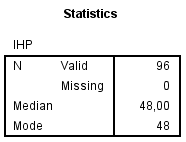 Statistics
IHP
N Valid 96
Missing 0
Median 48,00
Mode 48